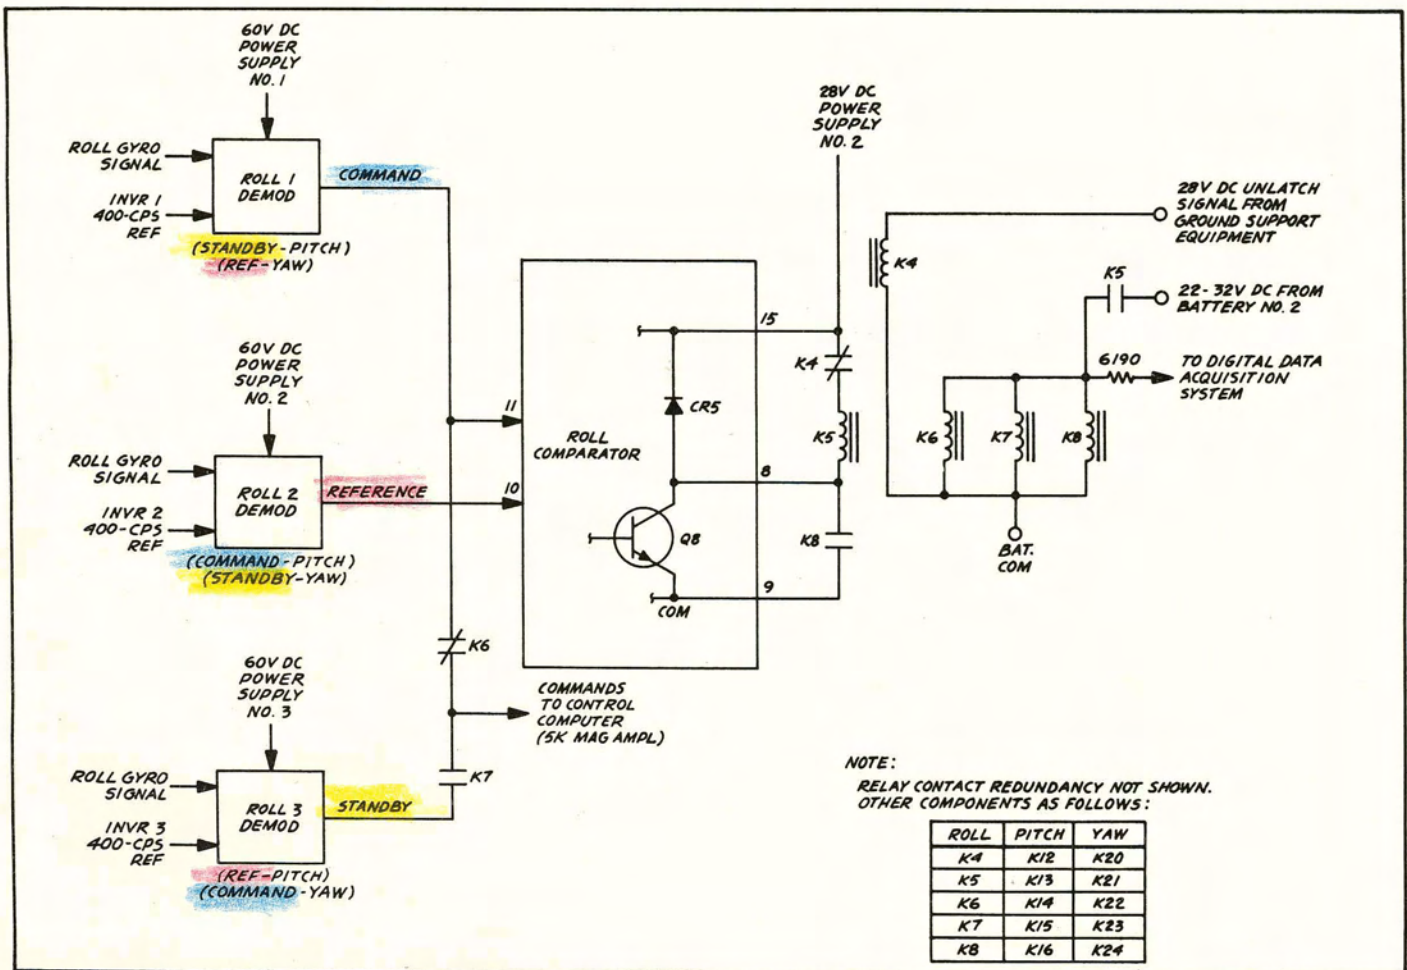 60V DC
POWER
SUPPLY
NO. 1
ROLL GYRO
SIGNAL
INVR 1
400-CPS
REF
ROLL 1
DEMOD
COMMAND
(STANDBY-PITCH)
(REF-YAW)
60V DC
POWER
SUPPLY
NO. 2
ROLL GYRO
SIGNAL
INVR 2
400-CPS
REF
ROLL 2
DEMOD
REFERENCE
(COMMAND-PITCH)
(STANDBY-YAW)
60V DC
POWER
SUPPLY
NO. 3
ROLL GYRO
SIGNAL
INVR 3
400-CPS
REF
ROLL 3
DEMOD
STANDBY
(REF-PITCH)
(COMMAND-YAW)
11
10
K6
K7
COMMANDS
TO CONTROL
COMPUTER
(5K MAG AMPL)
ROLL
COMPARATOR
CR5
Q8
COM
15
8
9
28V DC
POWER
SUPPLY
NO. 2
K4
K5
K8
K4
28V DC UNLATCH
SIGNAL FROM
GROUND SUPPORT
EQUIPMENT
K5
22-32V DC FROM
BATTERY NO. 2
6190
TO DIGITAL DATA
ACQUISITION
SYSTEM
K6
K7
K8
BAT.
COM
NOTE:
RELAY CONTACT REDUNDANCY NOT SHOWN.
OTHER COMPONENTS AS FOLLOWS:
ROLL PITCH YAW
K4 K12 K20
K5 K13 K21
K6 K14 K22
K7 K15 K23
K8 K16 K24